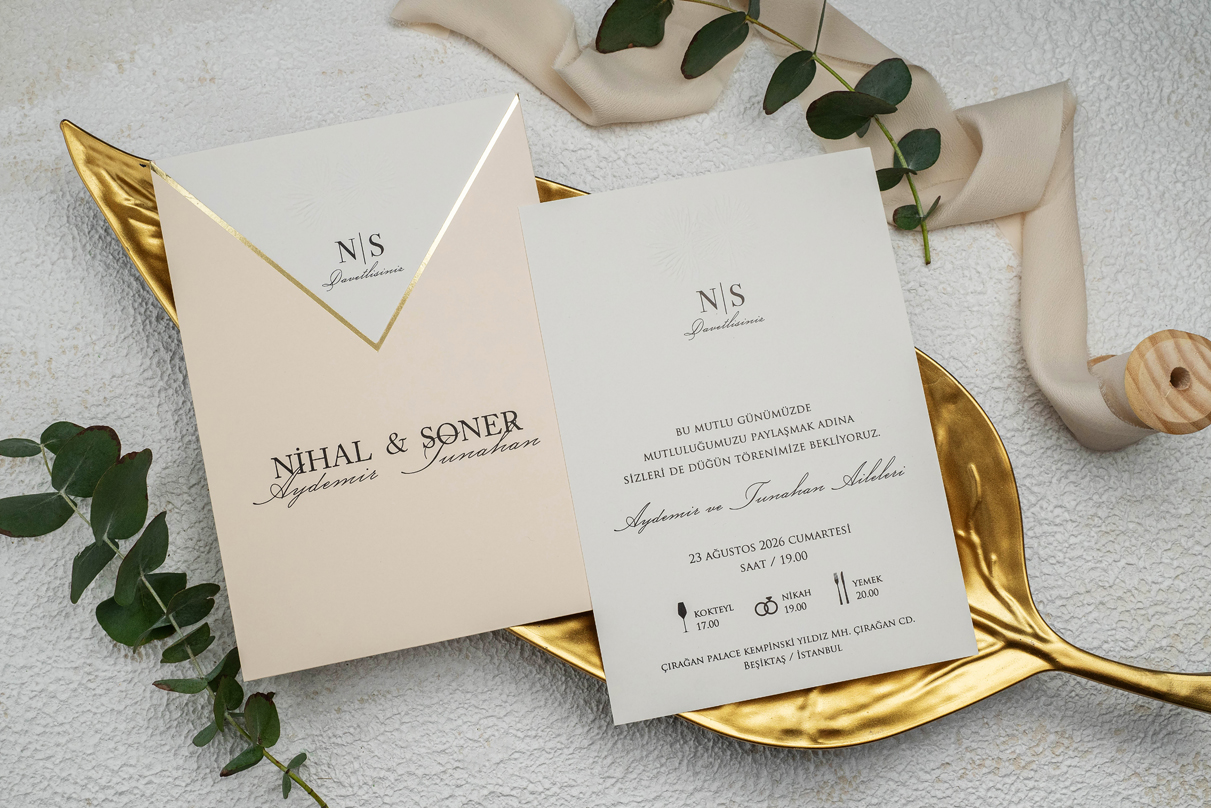 N|S
Davetlisiniz
NİHAL & SONER
Aydemir Tunahan
N|S
Davetlisiniz
BU MUTLU GÜNÜMÜZDE
MUTLULUĞUMUZU PAYLAŞMAK ADINA
SİZLERİ DE DÜĞÜN TÖRENİMİZE BEKLİYORUZ.
Aydemir ve Tunahan Aileleri
23 AĞUSTOS 2026 CUMARTESİ
SAAT / 19.00
KOKTEYL
17.00
NİKAH
19.00
YEMEK
20.00
ÇIRAĞAN PALACE KEMPİNSKİ YILDIZ MH. ÇIRAĞAN CD.
BEŞİKTAŞ / İSTANBUL